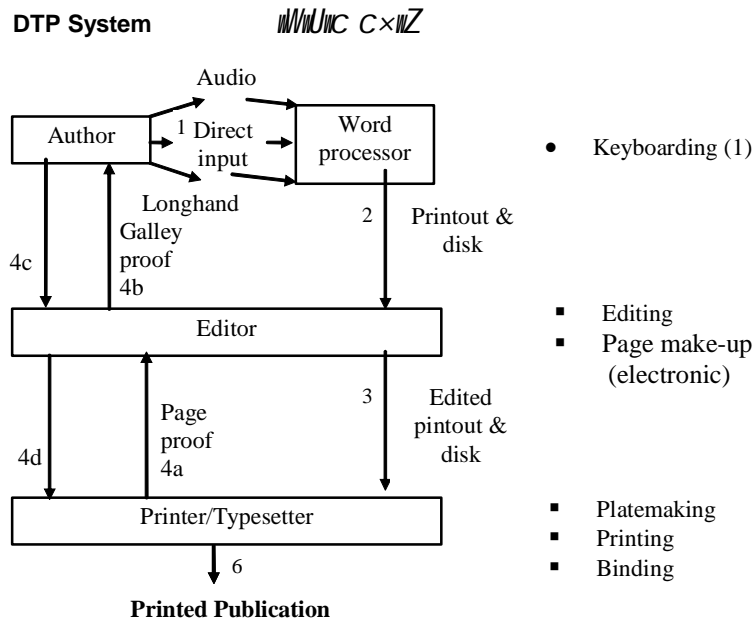 DTP System
Audio
Author
1 Direct
input
Word
processor
• Keyboarding (1)
Longhand
2
Printout &
disk
Galley
proof
4b
4c
Editor
▪ Editing
▪ Page make-up
(electronic)
3
Edited
pintout &
disk
Page
proof
4a
4d
Printer/Typesetter
▪ Platemaking
▪ Printing
▪ Binding
6
Printed Publication